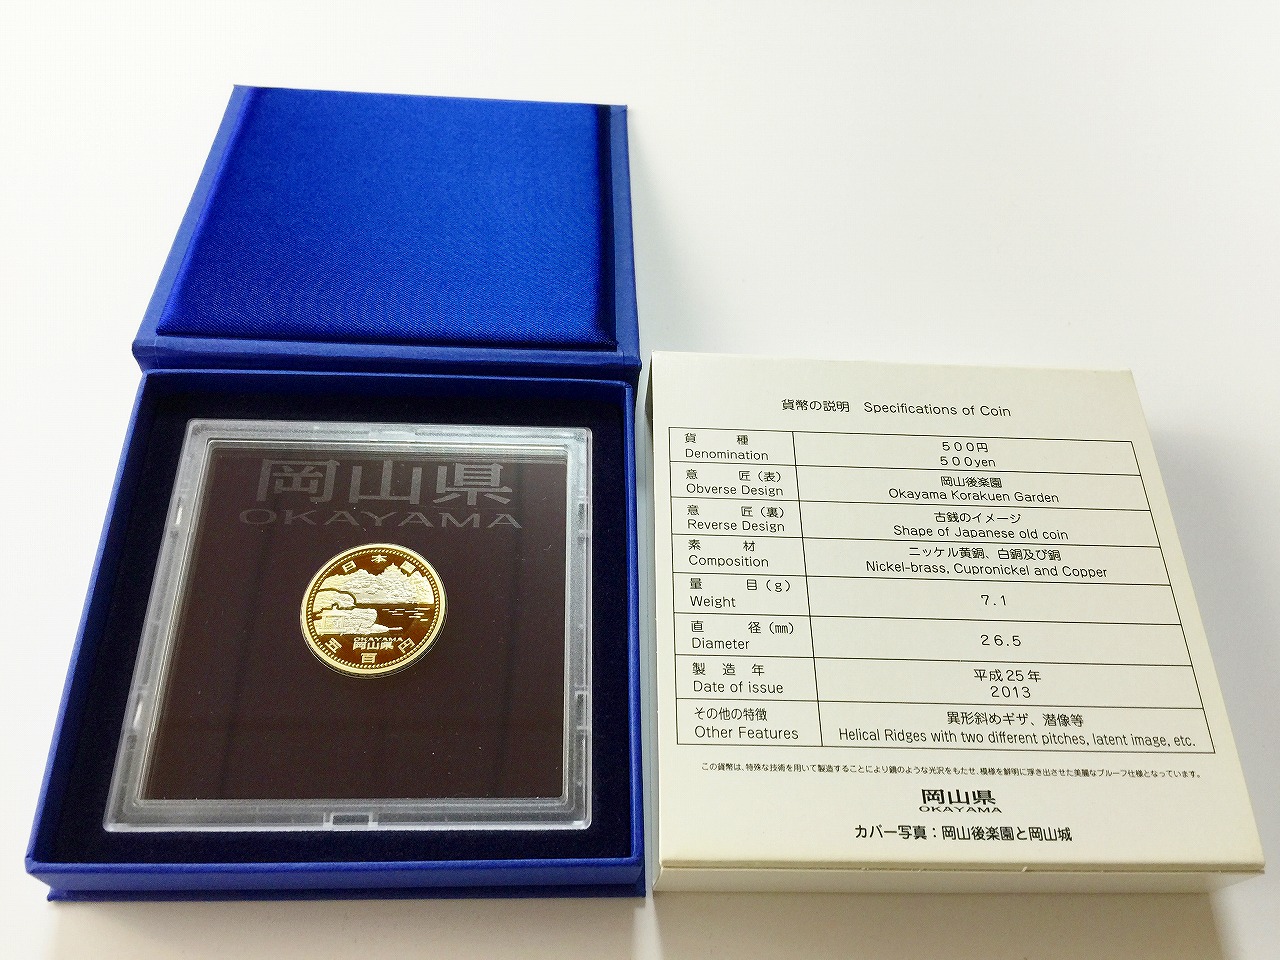 岡山県
OKAYAMA
日本国
OKAYAMA
岡山県
五百円
貨幣の説明 Specifications of Coin
貨種 500円
Denomination 500yen
意匠(表) 岡山後楽園
Obverse Design Okayama Korakuen Garden
意匠(裏) 古銭のイメージ
Reverse Design Shape of Japanese old coin
素材 ニッケル黄銅、白銅及び銅
Composition Nickel-brass, Cupronickel and Copper
量目(g) 7.1
Weight
直径(㎜) 26.5
Diameter
製造年 平成25年
Date of issue 2013
その他の特徴 異形斜めギザ、潜像等
Other Features Helical Ridges with two different pitches, latent image, etc.
この貨幣は、特殊な技術を用いて製造することにより鏡のような光沢をもたせ、模様を鮮明に浮き出させた美麗なプルーフ仕様となっています。
岡山県
OKAYAMA
カバー写真：岡山後楽園と岡山城